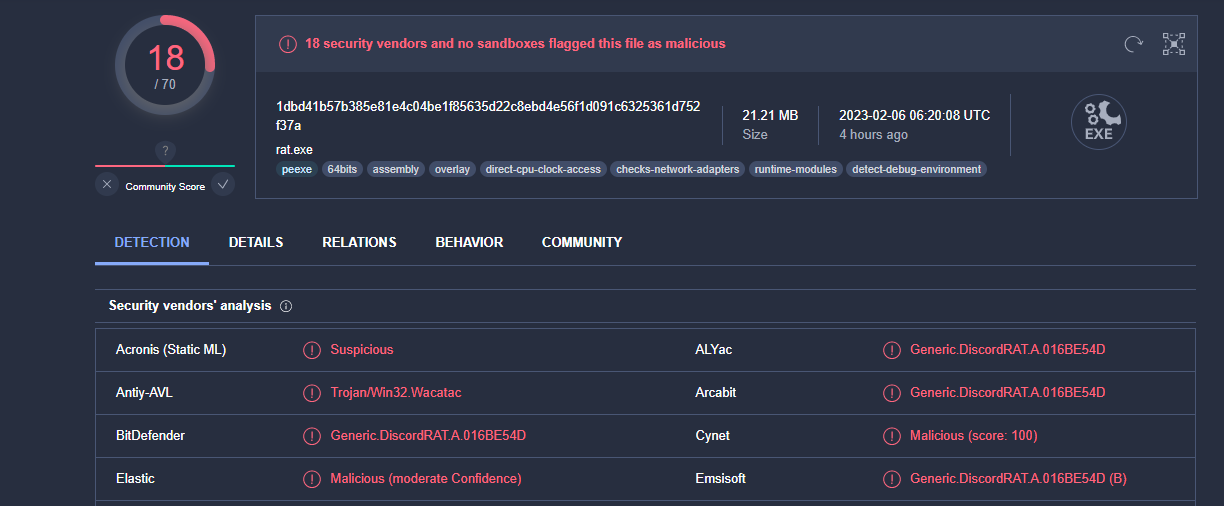 18
/ 70
?
Community Score
18 security vendors and no sandboxes flagged this file as malicious
1dbd41b57b385e81e4c04be1f85635d22c8ebd4e56f1d091c6325361d752
f37a
rat.exe
21.21 MB
Size
2023-02-06 06:20:08 UTC
4 hours ago
EXE
peexe 64bits assembly overlay direct-cpu-clock-access checks-network-adapters runtime-modules detect-debug-environment
DETECTION DETAILS RELATIONS BEHAVIOR COMMUNITY
Security vendors' analysis
Acronis (Static ML) Suspicious ALYac Generic.DiscordRAT.A.016BE54D
Antiy-AVL Trojan/Win32.Wacatac Arcabit Generic.DiscordRAT.A.016BE54D
BitDefender Generic.DiscordRAT.A.016BE54D Cynet Malicious (score: 100)
Elastic Malicious (moderate Confidence) Emsisoft Generic.DiscordRAT.A.016BE54D (B)